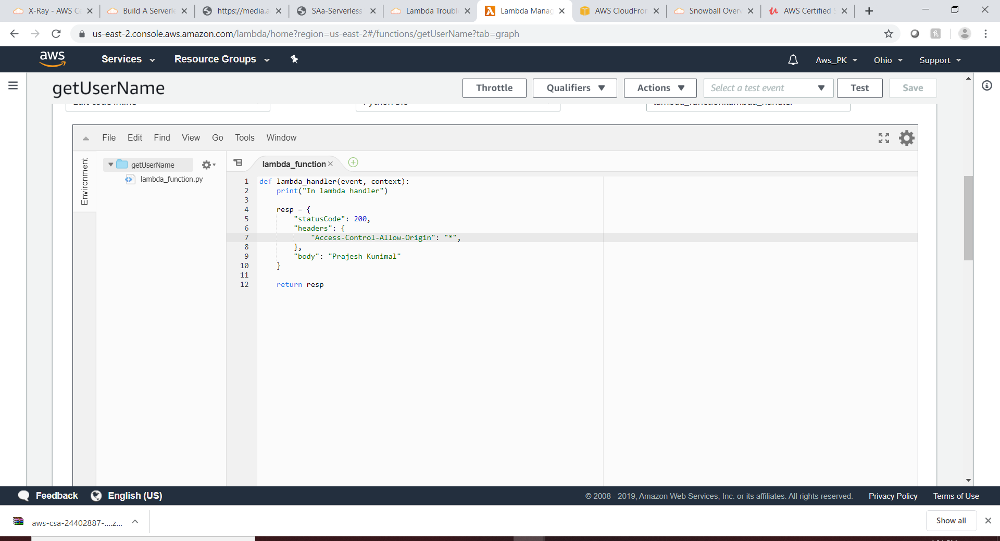 X-Ray - AWS Ce
Build A Serverle
https://media.a
SAa-Serverless
Lambda Trouble
Lambda Manag
AWS CloudFron
Snowball Overv
AWS Certified S
us-east-2.console.aws.amazon.com/lambda/home?region=us-east-2#/functions/getUserName?tab=graph
aws
Services
Resource Groups
Aws_PK
Ohio
Support
getUserName
Throttle
Qualifiers
Actions
Select a test event
Test
Save
File Edit Find View Go Tools Window
Environment
getUserName
lambda_function.py
lambda_function
1 def lambda_handler(event, context):
2 print("In lambda handler")
3
4 resp = {
5 "statusCode": 200,
6 "headers": {
7 "Access-Control-Allow-Origin": "*",
8 },
9 "body": "Prajesh Kunimal"
10 }
11
12 return resp
Feedback
English (US)
© 2008 - 2019, Amazon Web Services, Inc. or its affiliates. All rights reserved.
Privacy Policy
Terms of Use
aws-csa-24402887-....z...
Show all